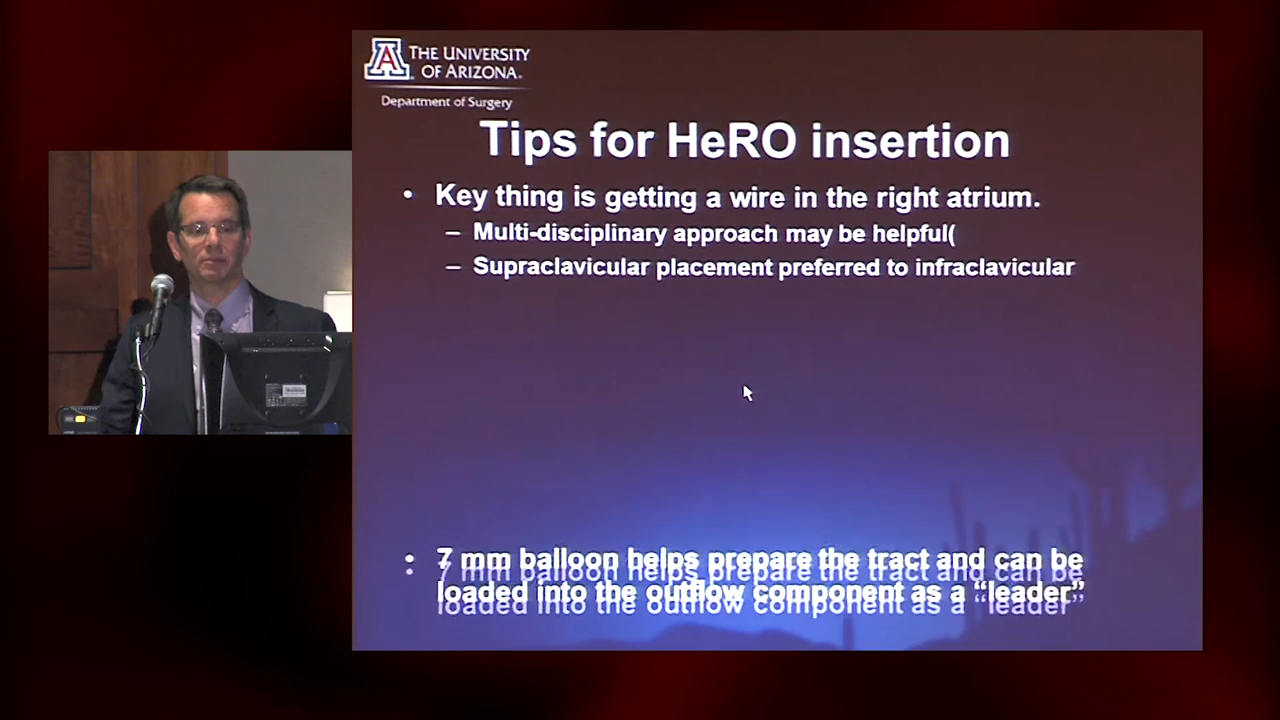 THE UNIVERSITY
OF ARIZONA.
Department of Surgery
Tips for HeRO insertion
• Key thing is getting a wire in the right atrium.
– Multi-disciplinary approach may be helpful(
– Supraclavicular placement preferred to infraclavicular
• 7 mm balloon helps prepare the tract and can be
loaded into the outflow component as a “leader”